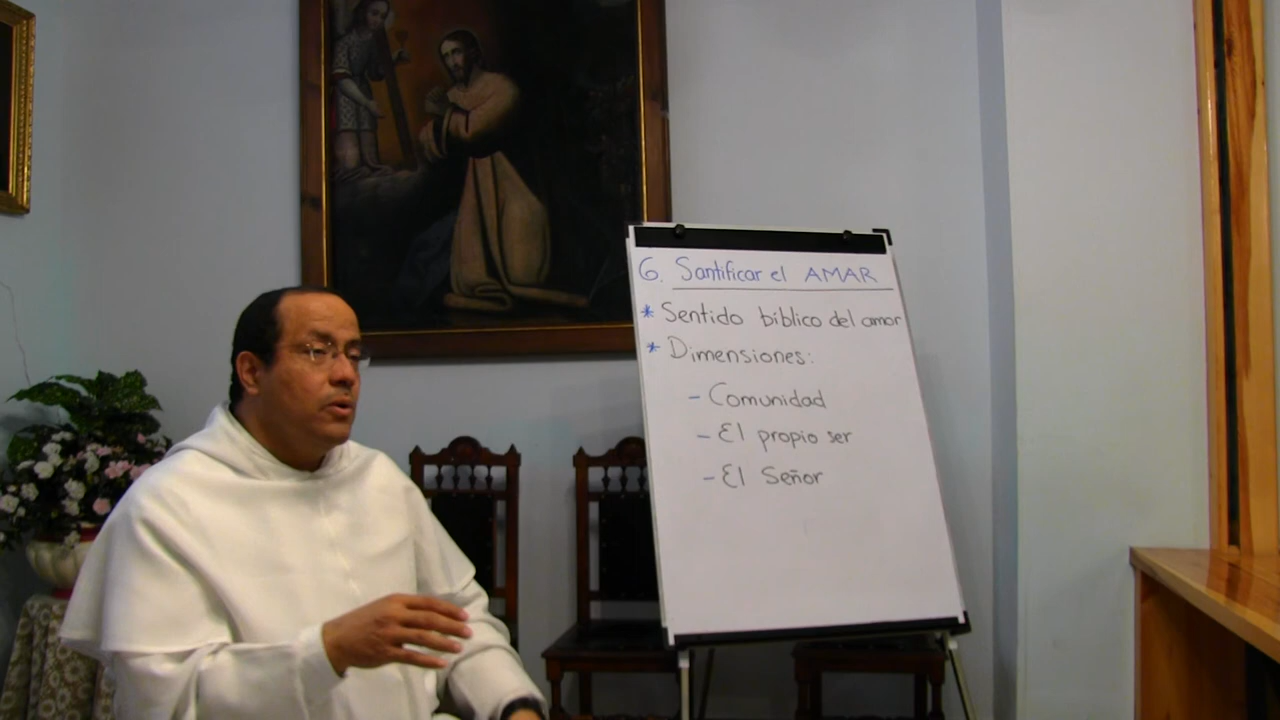 6. Santificar el AMAR
* Sentido bíblico del amor
* Dimensiones:
- Comunidad
- El propio ser
- El Señor